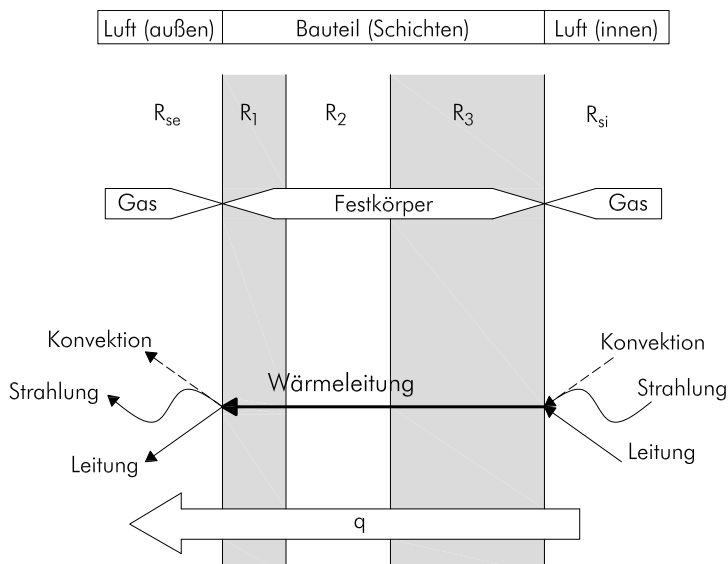 Luft (außen) Bauteil (Schichten) Luft (innen)
Rse R1 R2 R3 Rsi
Gas Festkörper Gas
Konvektion Konvektion
Wärmeleitung
Strahlung Strahlung
Leitung Leitung
q